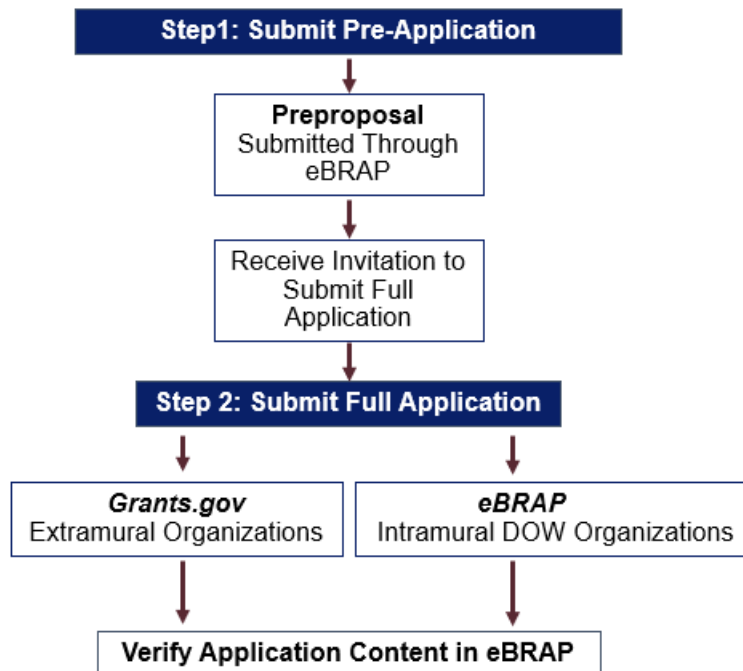 Step1: Submit Pre-Application
Preproposal
Submitted Through
eBRAP
Receive Invitation to
Submit Full
Application
Step 2: Submit Full Application
Grants.gov
Extramural Organizations
eBRAP
Intramural DOW Organizations
Verify Application Content in eBRAP